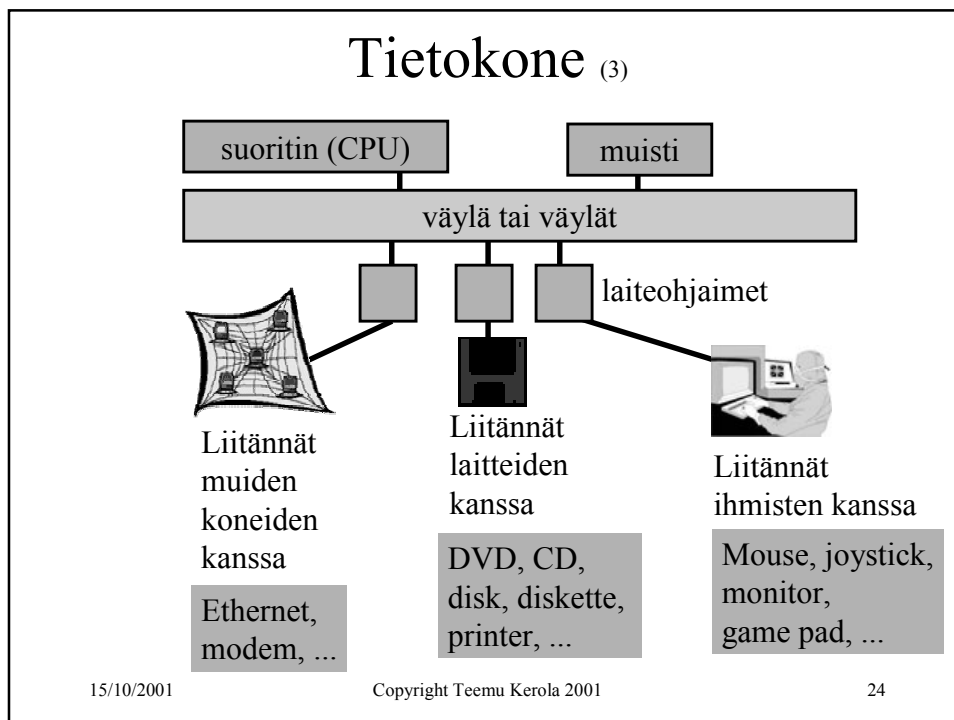 Tietokone (3)
suoritin (CPU)
muisti
väylä tai väylät
laiteohjaimet
Liitännät
muiden
koneiden
kanssa
Ethernet,
modem, ...
Liitännät
laitteiden
kanssa
DVD, CD,
disk, diskette,
printer, ...
Liitännät
ihmisten kanssa
Mouse, joystick,
monitor,
game pad, ...
15/10/2001 Copyright Teemu Kerola 2001 24